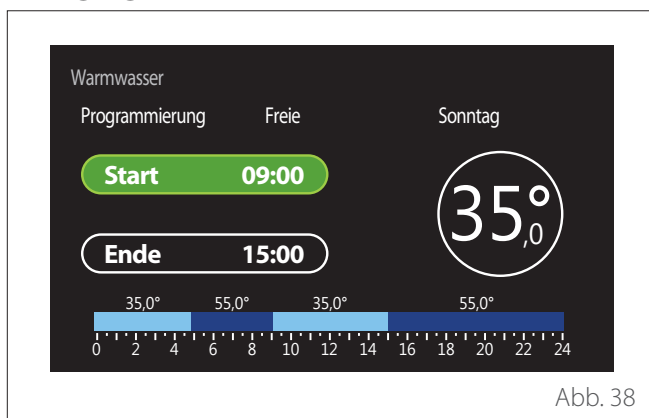 Warmwasser
Programmierung Freie Sonntag
Start 09:00
35,0°
Ende 15:00
35,0° 55,0° 35,0° 55,0°
0 2 4 6 8 10 12 14 16 18 20 22 24
Abb. 38